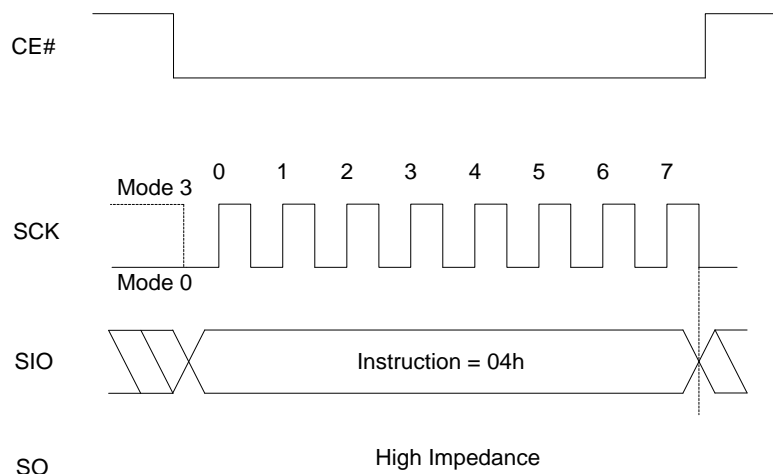 CE#
0 1 2 3 4 5 6 7
Mode 3
SCK
Mode 0
SIO
Instruction = 04h
High Impedance
SO